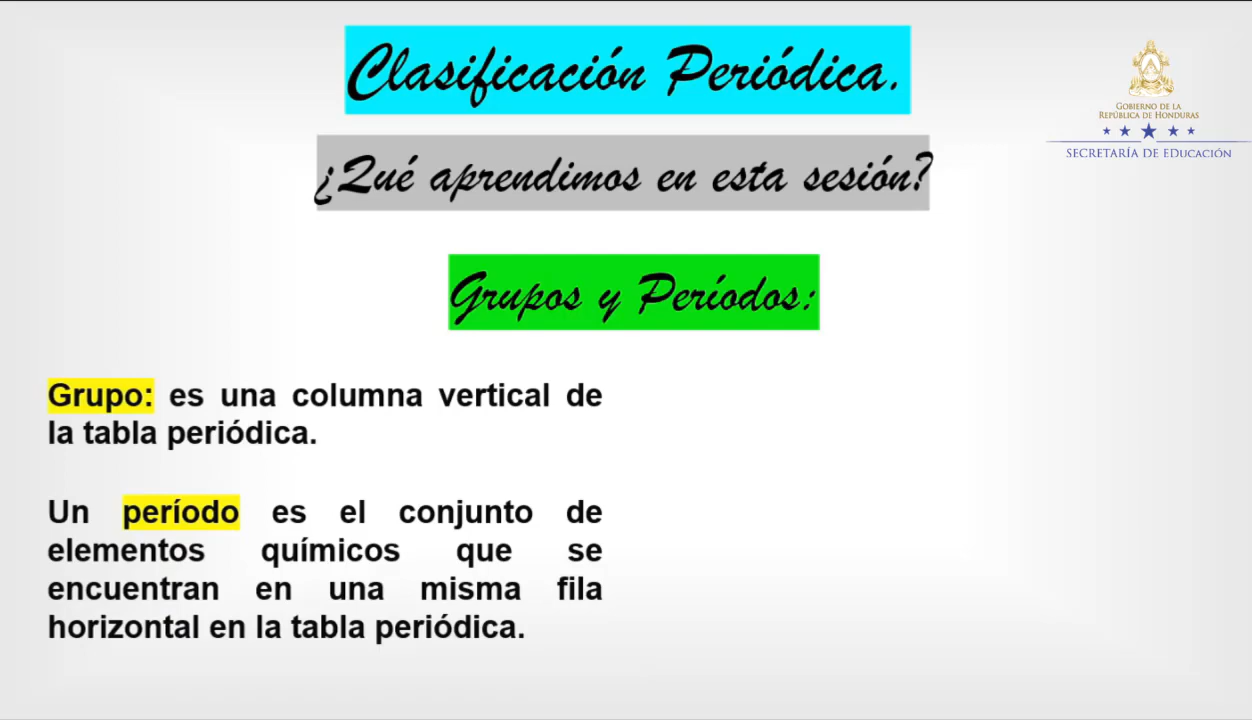 Clasificación Periódica.
GOBIERNO DE LA
REPÚBLICA DE HONDURAS
SECRETARÍA DE EDUCACIÓN
¿Qué aprendimos en esta sesión?
Grupos y Períodos:
Grupo: es una columna vertical de
la tabla periódica.
Un período es el conjunto de
elementos químicos que se
encuentran en una misma fila
horizontal en la tabla periódica.